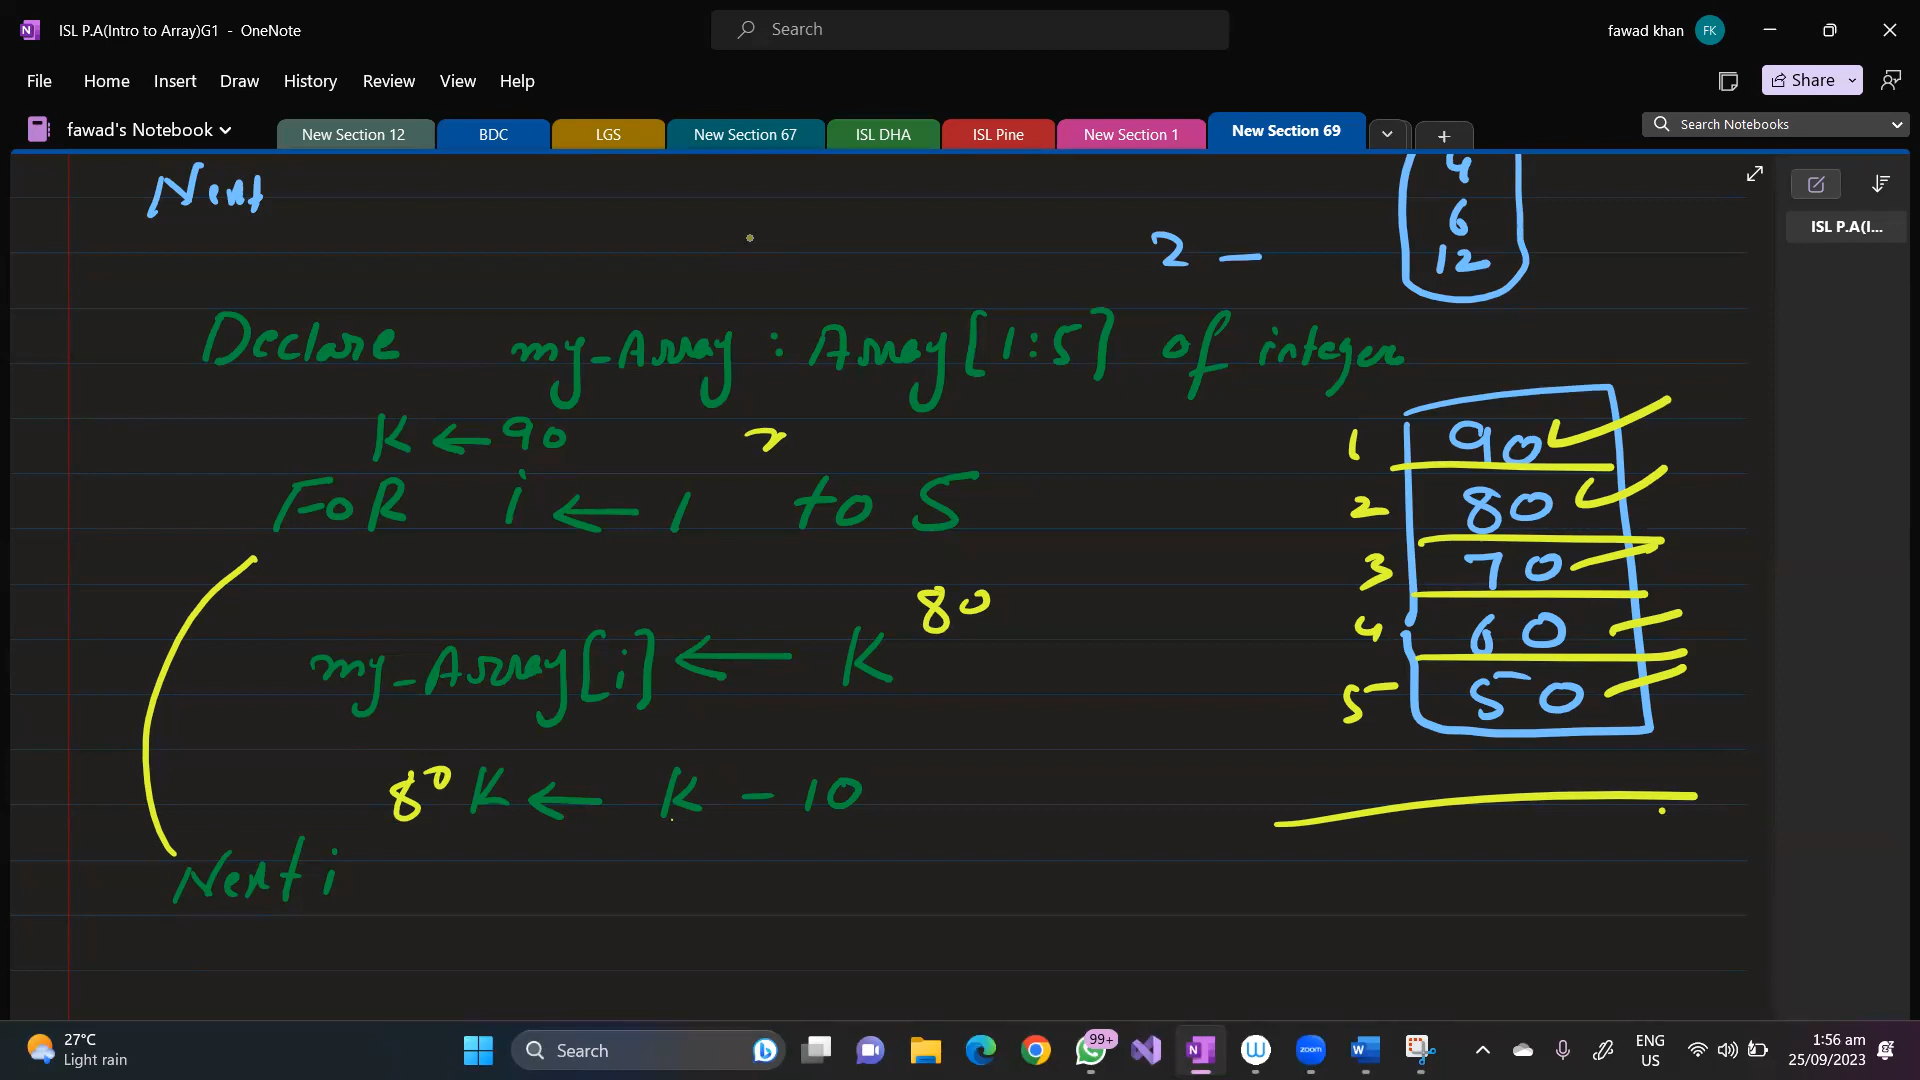 ISL P.A(Intro to Array)G1 - OneNote
Search
fawad khan
FK
File Home Insert Draw History Review View Help
Share
fawad's Notebook
New Section 12
BDC
LGS
New Section 67
ISL DHA
ISL Pine
New Section 1
New Section 69
+
Search Notebooks
ISL P.A(I...
Next
4
6
2 -
12
Declare my_Array : Array[1:5] of integer
K ← 90
FOR i ← 1 to 5
80
my_Array[i] ← K
80 K ← K - 10
Next i
1 90
2 80
3 70
4 60
5 50
27°C
Light rain
Search
99+
zoom
ENG
US
1:56 am
25/09/2023